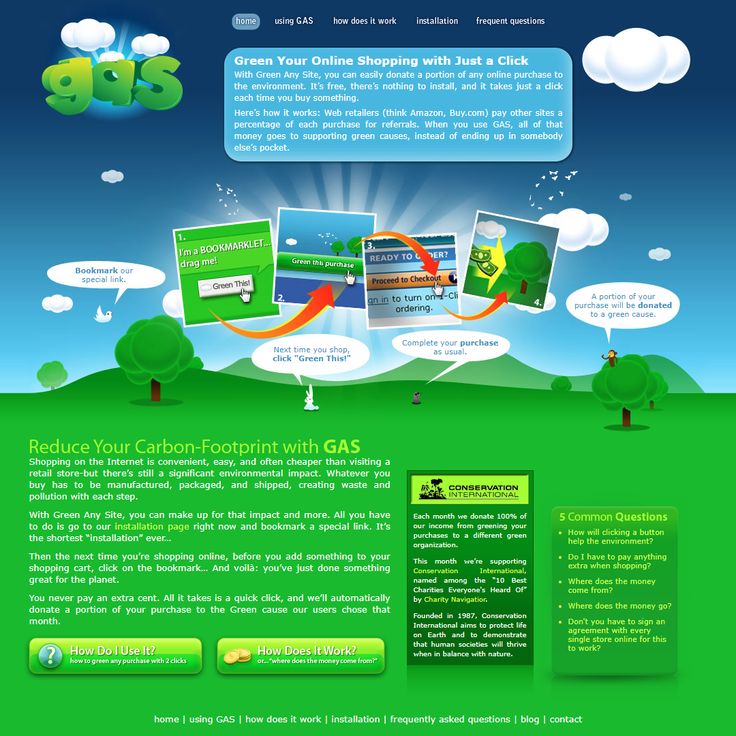 gas
home using GAS how does it work installation frequent questions
Green Your Online Shopping with Just a Click
With Green Any Site, you can easily donate a portion of any online purchase to
the environment. It's free, there's nothing to install, and it takes just a click
each time you buy something.
Here's how it works: Web retailers (think Amazon, Buy.com) pay other sites a
percentage of each purchase for referrals. When you use GAS, all of that
money goes to supporting green causes, instead of ending up in somebody
else's pocket.
1.
I'm a BOOKMARKLET...
drag me!
Green This!
Green this purchase
2.
3.
READY TO ORDER?
Proceed to Checkout
sign in to turn on 1-Cli
ordering.
4.
Bookmark our
special link.
Next time you shop,
click "Green This!"
Complete your purchase
as usual.
A portion of your
purchase will be donated
to a green cause.
Reduce Your Carbon-Footprint with GAS
Shopping on the Internet is convenient, easy, and often cheaper than visiting a
retail store-but there's still a significant environmental impact. Whatever you
buy has to be manufactured, packaged, and shipped, creating waste and
pollution with each step.
With Green Any Site, you can make up for that impact and more. All you have
to do is go to our installation page right now and bookmark a special link. It's
the shortest "installation" ever...
Then the next time you're shopping online, before you add something to your
shopping cart, click on the bookmark... And voilà: you've just done something
great for the planet.
You never pay an extra cent. All it takes is a quick click, and we'll automatically
donate a portion of your purchase to the Green cause our users chose that
month.
How Do I Use It?
how to green any purchase with 2 clicks
How Does It Work?
or..."where does the money come from?"
CONSERVATION
INTERNATIONAL
Each month we donate 100% of
our income from greening your
purchases to a different green
organization.
This month we're supporting
Conservation International,
named among the "10 Best
Charities Everyone's Heard Of"
by Charity Navigatior.
Founded in 1987, Conservation
International aims to protect life
on Earth and to demonstrate
that human societies will thrive
when in balance with nature.
5 Common Questions
• How will clicking a button
help the environment?
• Do I have to pay anything
extra when shopping?
• Where does the money
come from?
• Where does the money go?
• Don't you have to sign an
agreement with every
single store online for this
to work?
home | using GAS | how does it work | installation | frequently asked questions | blog | contact